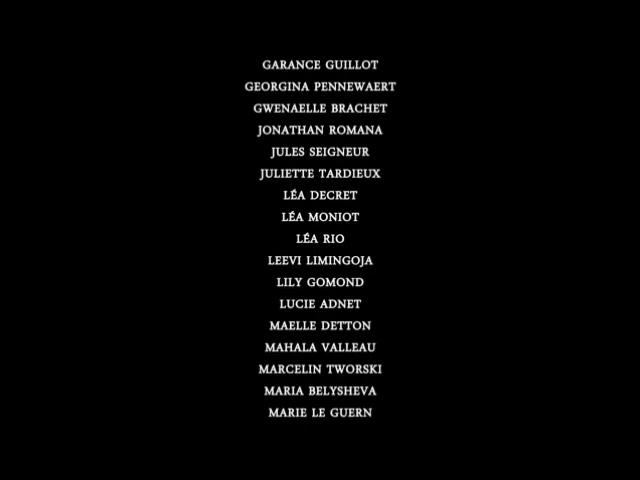 GARANCE GUILLOT
GEORGINA PENNEWAERT
GWENAELLE BRACHET
JONATHAN ROMANA
JULES SEIGNEUR
JULIETTE TARDIEUX
LÉA DECRET
LÉA MONIOT
LÉA RIO
LEEVI LIMINGOJA
LILY GOMOND
LUCIE ADNET
MAELLE DETTON
MAHALA VALLEAU
MARCELIN TWORSKI
MARIA BELYSHEVA
MARIE LE GUERN